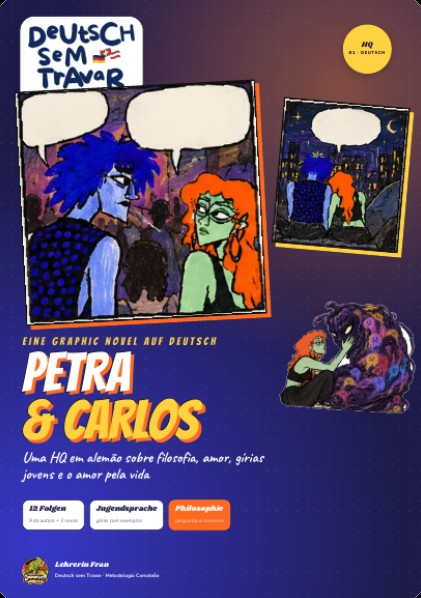 DEUTSCH
SEM
TRAVAR
HQ
B1 · DEUTSCH
EINE GRAPHIC NOVEL AUF DEUTSCH
PETRA
& CARLOS
Uma HQ em alemão sobre filosofia, amor, gírias
jovens e o amor pela vida
12 Folgen
Jugendsprache
Philosophie
gírias com exemplos
perguntas e conversa
Lehrerin Fran
Deutsch sem Travar · Metodologia Camaleão